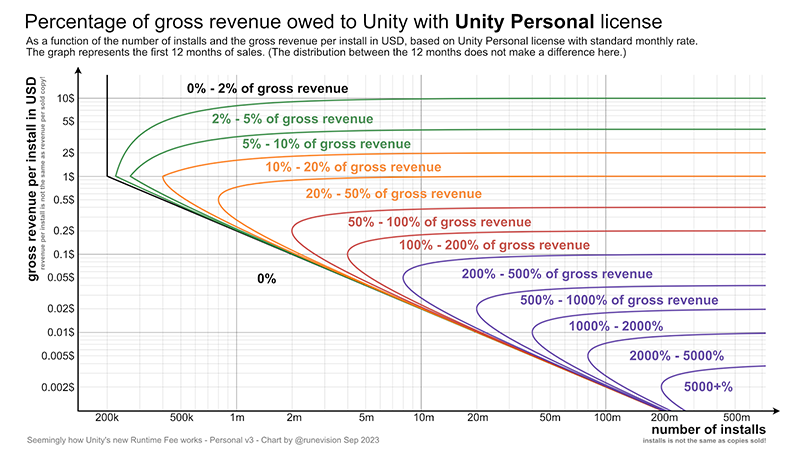 Percentage of gross revenue owed to Unity with Unity Personal license
As a function of the number of installs and the gross revenue per install in USD, based on Unity Personal license with standard monthly rate.
The graph represents the first 12 months of sales. (The distribution between the 12 months does not make a difference here.)
gross revenue per install in USD
revenue per install is not the same as revenue per sold copy!
10$
5$
2$
1$
0.5$
0.2$
0.1$
0.05$
0.02$
0.01$
0.005$
0.002$
0% - 2% of gross revenue
2% - 5% of gross revenue
5% - 10% of gross revenue
10% - 20% of gross revenue
20% - 50% of gross revenue
50% - 100% of gross revenue
100% - 200% of gross revenue
0%
200% - 500% of gross revenue
500% - 1000% of gross revenue
1000% - 2000%
2000% - 5000%
5000+%
200k 500k 1m 2m 5m 10m 20m 50m 100m 200m 500m
number of installs
installs is not the same as copies sold!
Seemingly how Unity's new Runtime Fee works - Personal v3 - Chart by @runevision Sep 2023